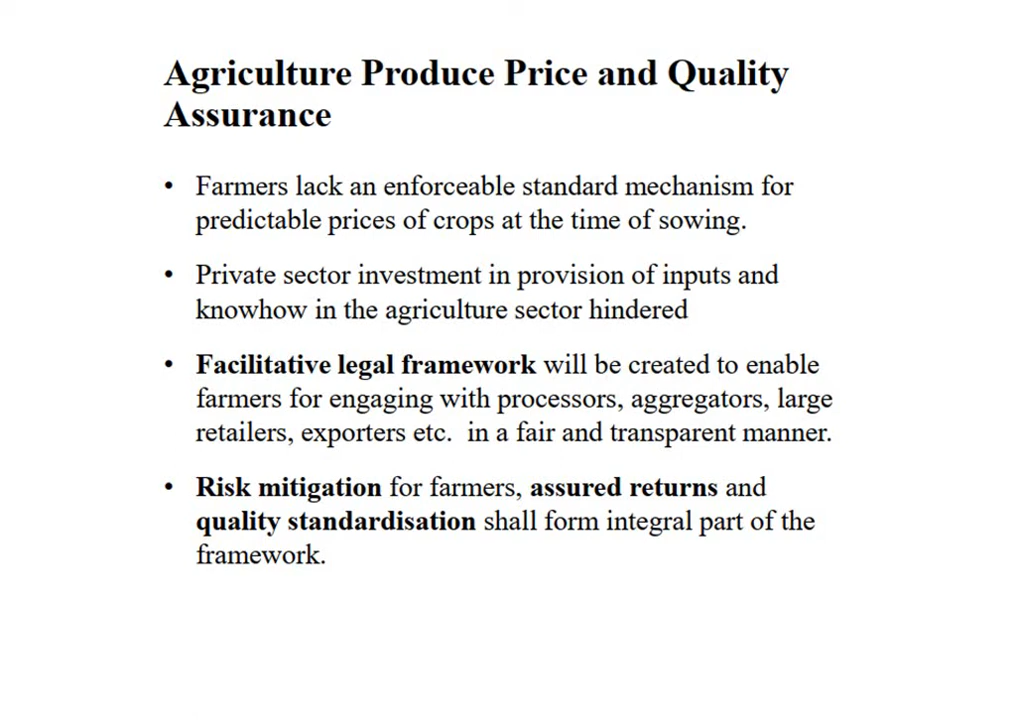 Agriculture Produce Price and Quality
Assurance
• Farmers lack an enforceable standard mechanism for
predictable prices of crops at the time of sowing.
• Private sector investment in provision of inputs and
knowhow in the agriculture sector hindered
• Facilitative legal framework will be created to enable
farmers for engaging with processors, aggregators, large
retailers, exporters etc.  in a fair and transparent manner.
• Risk mitigation for farmers, assured returns and
quality standardisation shall form integral part of the
framework.